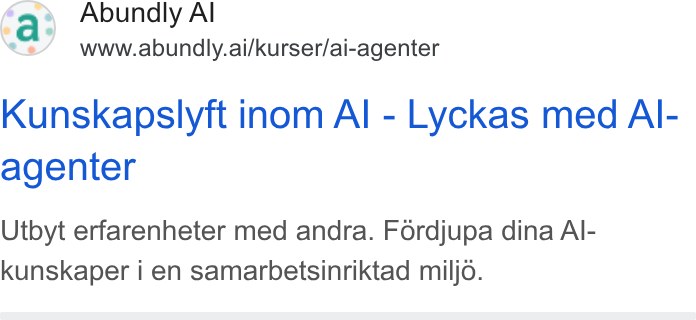 a
Abundly AI
www.abundly.ai/kurser/ai-agenter
Kunskapslyft inom AI - Lyckas med AI-
agenter
Utbyt erfarenheter med andra. Fördjupa dina AI-
kunskaper i en samarbetsinriktad miljö.